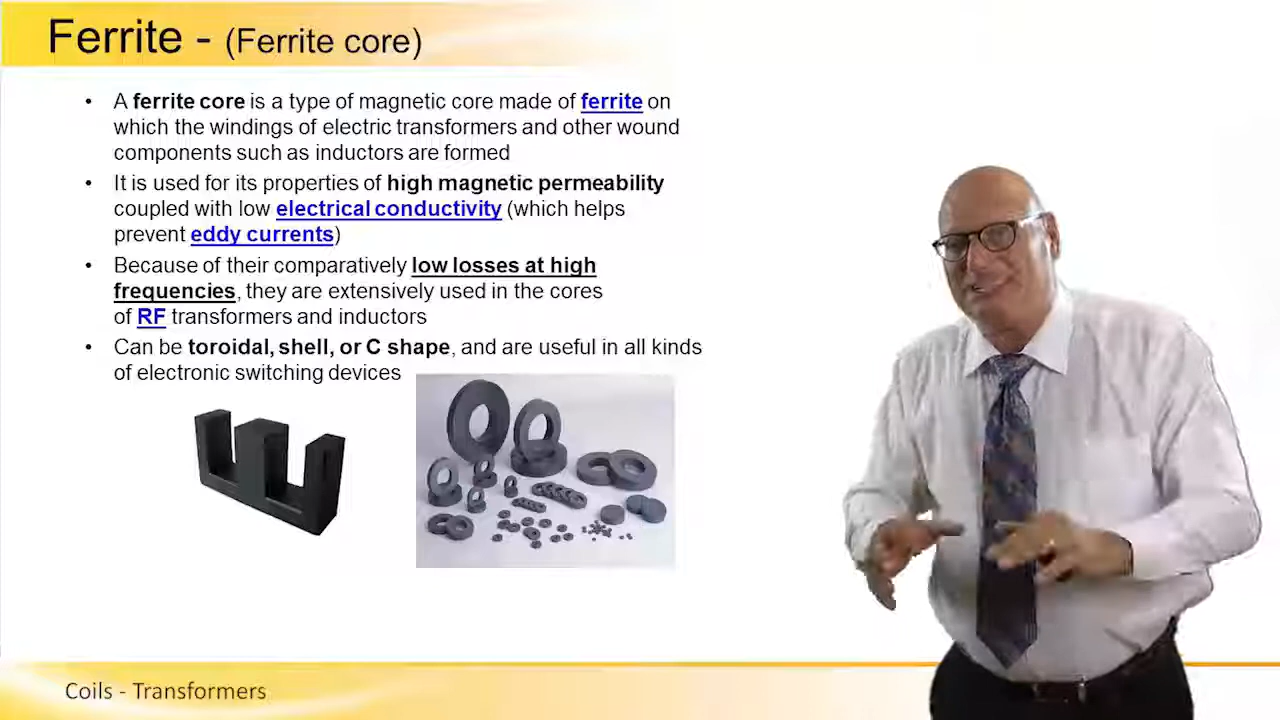 Ferrite - (Ferrite core)
• A ferrite core is a type of magnetic core made of ferrite on
which the windings of electric transformers and other wound
components such as inductors are formed
• It is used for its properties of high magnetic permeability
coupled with low electrical conductivity (which helps
prevent eddy currents)
• Because of their comparatively low losses at high
frequencies, they are extensively used in the cores
of RF transformers and inductors
• Can be toroidal, shell, or C shape, and are useful in all kinds
of electronic switching devices
Coils - Transformers